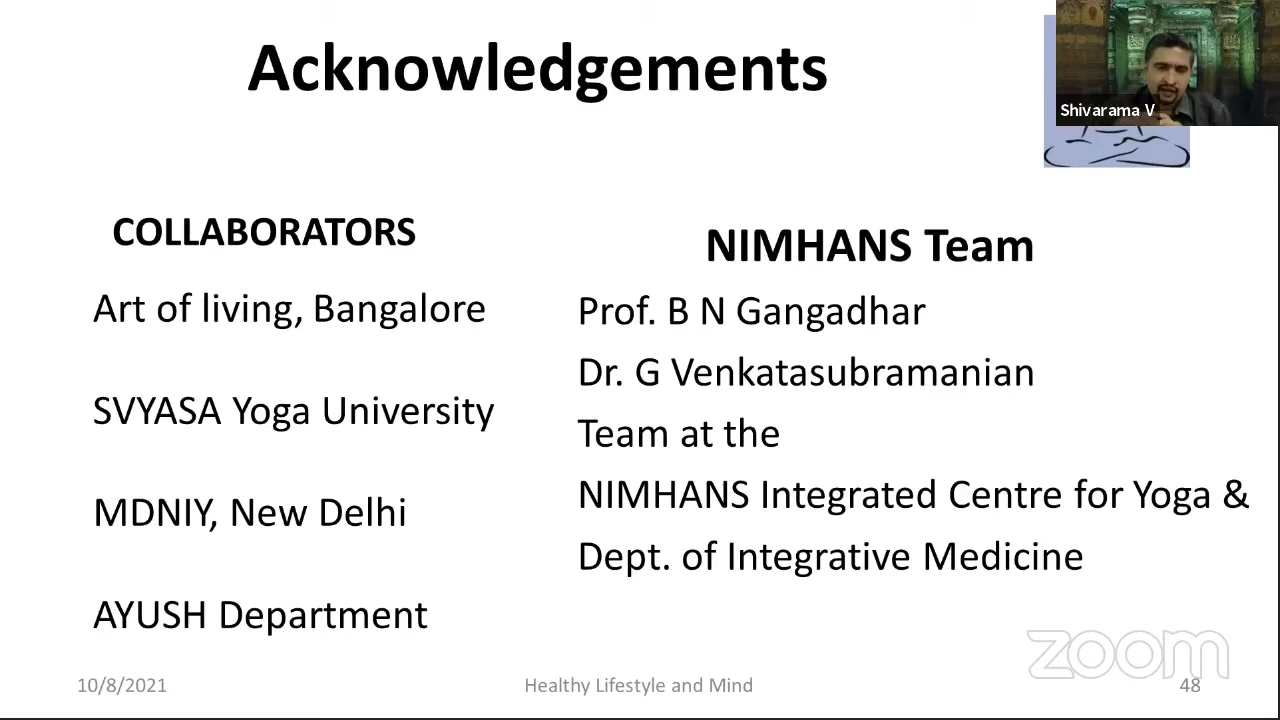 Acknowledgements
Shivarama V
COLLABORATORS
Art of living, Bangalore
SVYASA Yoga University
MDNIY, New Delhi
AYUSH Department
NIMHANS Team
Prof. B N Gangadhar
Dr. G Venkatasubramanian
Team at the
NIMHANS Integrated Centre for Yoga &
Dept. of Integrative Medicine
zoom
10/8/2021
Healthy Lifestyle and Mind
48